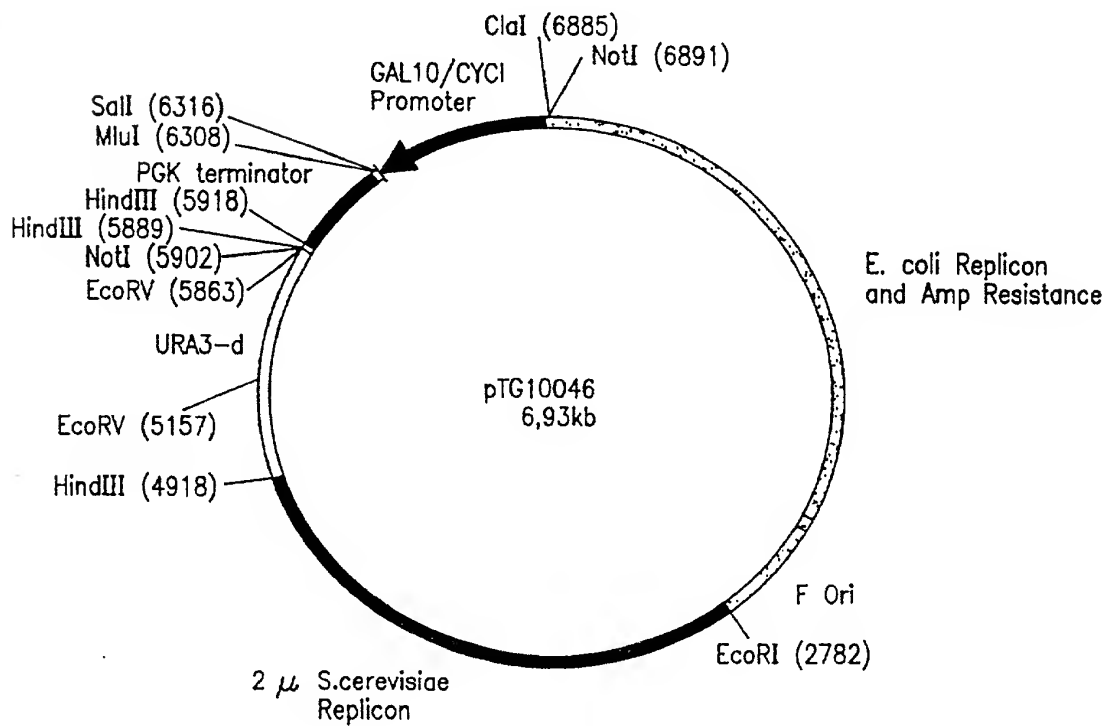 ClaI (6885)
NotI (6891)
GAL10/CYCI
Promoter
SalI (6316)
MluI (6308)
PGK terminator
HindIII (5918)
HindIII (5889)
NotI (5902)
EcoRV (5863)
E. coli Replicon
and Amp Resistance
URA3-d
pTG10046
6,93kb
EcoRV (5157)
HindIII (4918)
F Ori
EcoRI (2782)
2 μ S.cerevisiae
Replicon